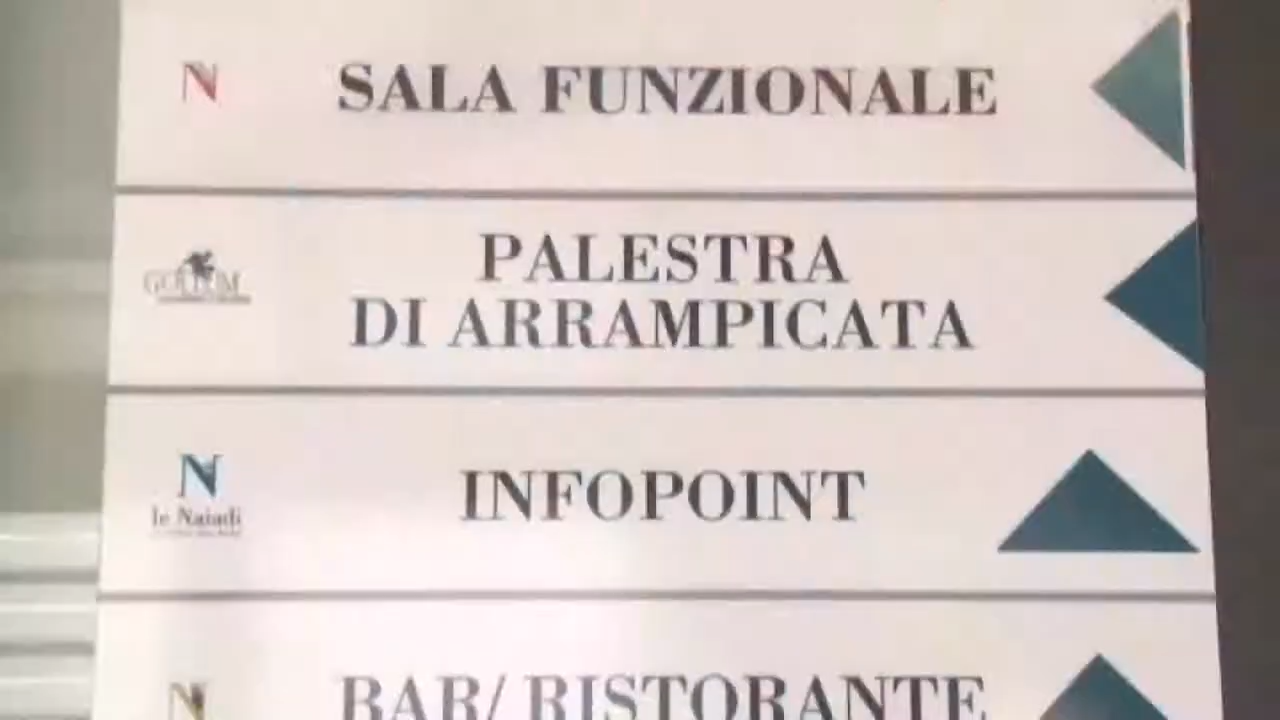 N
SALA FUNZIONALE
PALESTRA
DI ARRAMPICATA
N
le Naiadi
INFOPOINT
N
BAR/ RISTORANTE